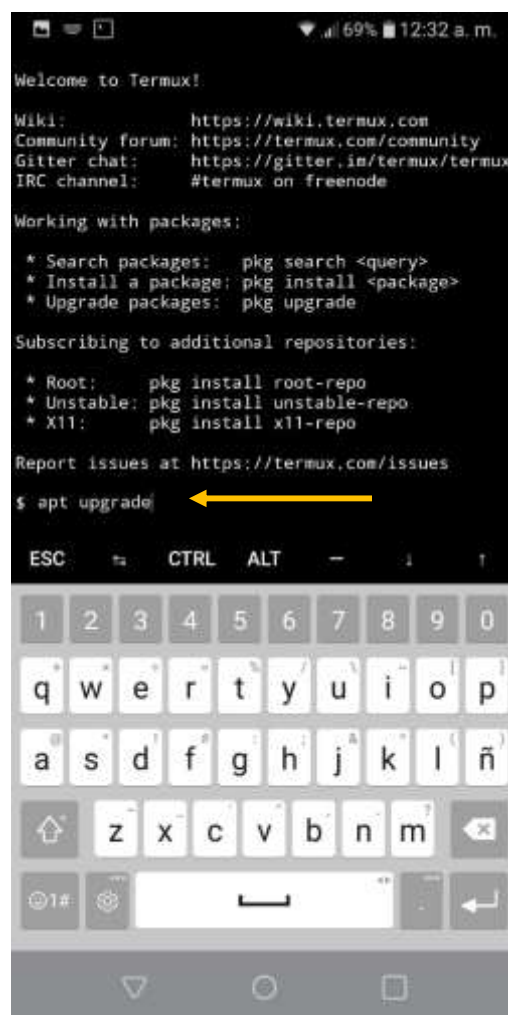 69% 12:32 a. m.
Welcome to Termux!
Wiki: https://wiki.termux.com
Community forum: https://termux.com/community
Gitter chat: https://gitter.im/termux/termux
IRC channel: #termux on freenode
Working with packages:
* Search packages: pkg search <query>
* Install a package: pkg install <package>
* Upgrade packages: pkg upgrade
Subscribing to additional repositories:
* Root: pkg install root-repo
* Unstable: pkg install unstable-repo
* X11: pkg install x11-repo
Report issues at https://termux.com/issues
$ apt upgrade
ESC ⇆ CTRL ALT — ↓ ↑
1 2 3 4 5 6 7 8 9 0
q w e r t y u i o p
a s d f g h j k l ñ
z x c v b n m
1# .